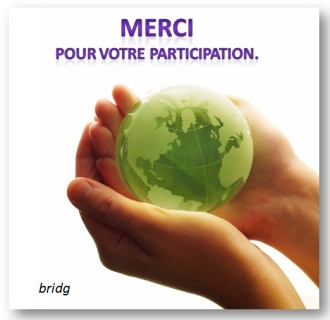 MERCI
POUR VOTRE PARTICIPATION.
bridg